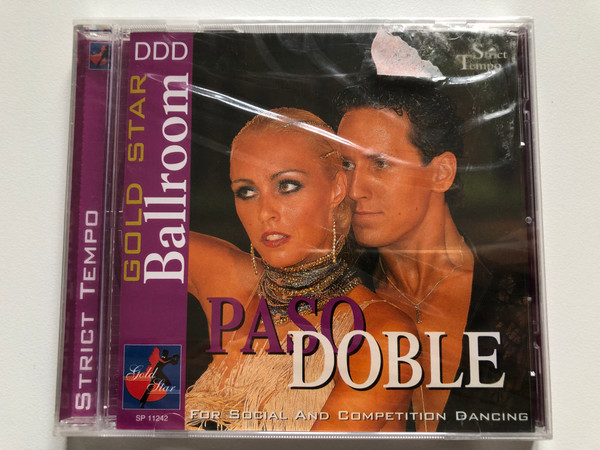 STRICT TEMPO
DDD
GOLD STAR
Ballroom
Gold
Star
SP 11242
Strict
Tempo
PASO
DOBLE
FOR SOCIAL AND COMPETITION DANCING